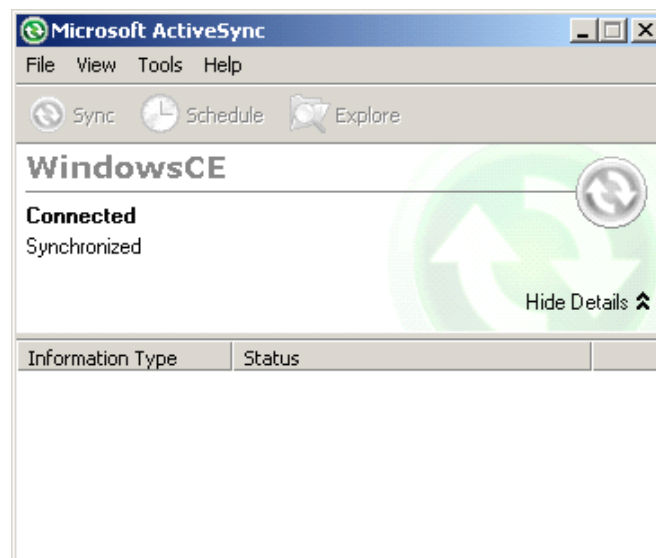 Microsoft ActiveSync
File View Tools Help
Sync Schedule Explore
WindowsCE
Connected
Synchronized
Hide Details
Information Type Status